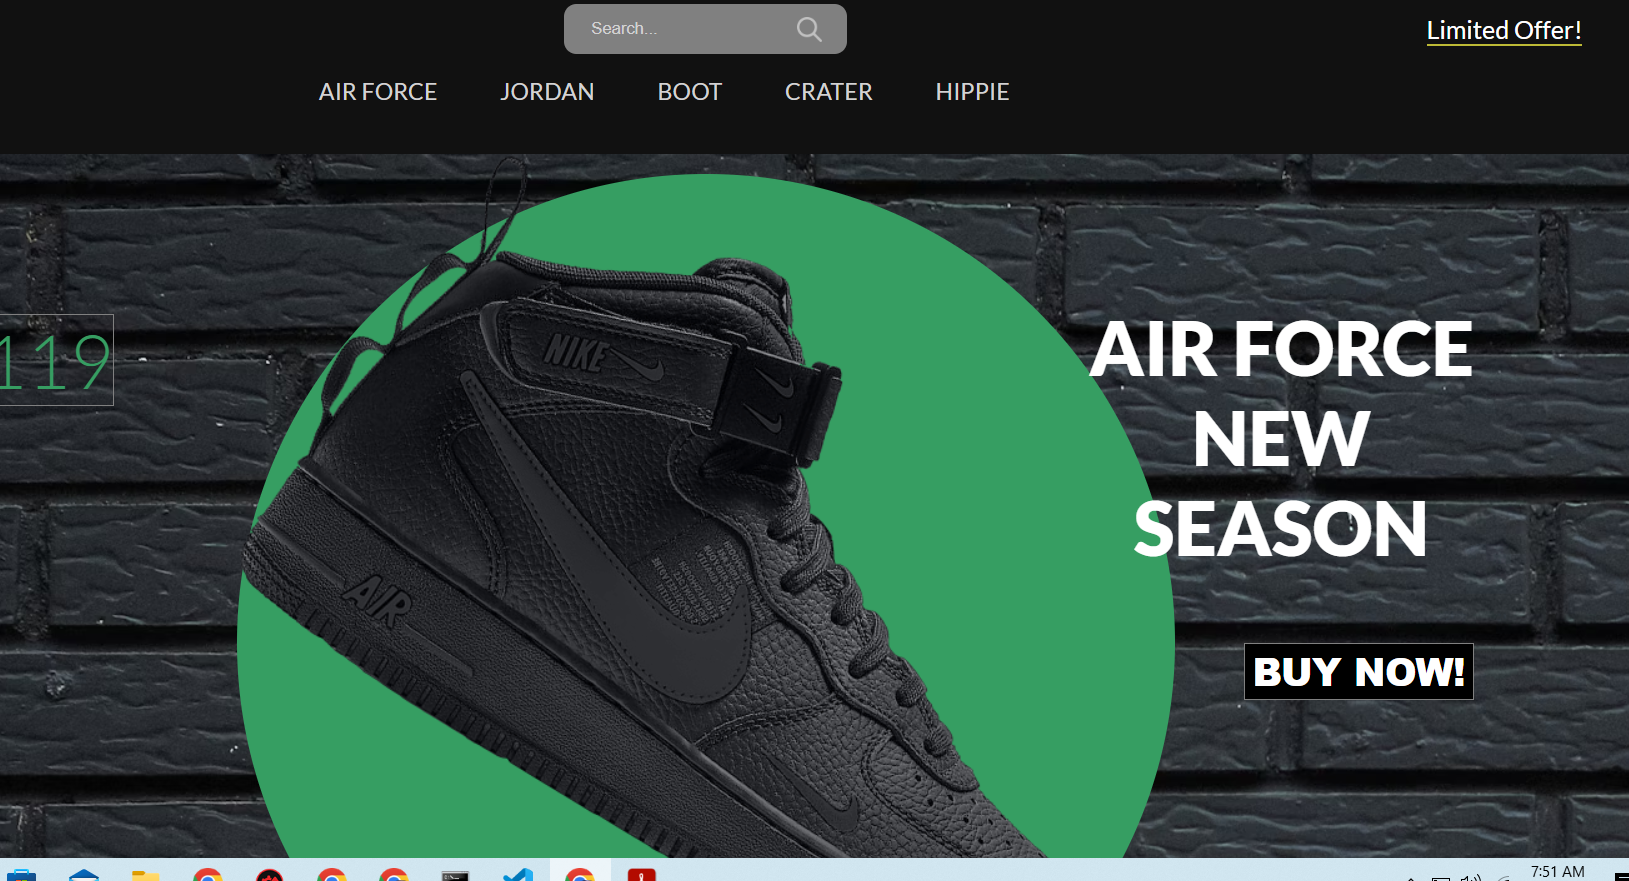 Search...
Limited Offer!
AIR FORCE JORDAN BOOT CRATER HIPPIE
119
NIKE
AIR
AIR FORCE
NEW
SEASON
BUY NOW!
7:51 AM